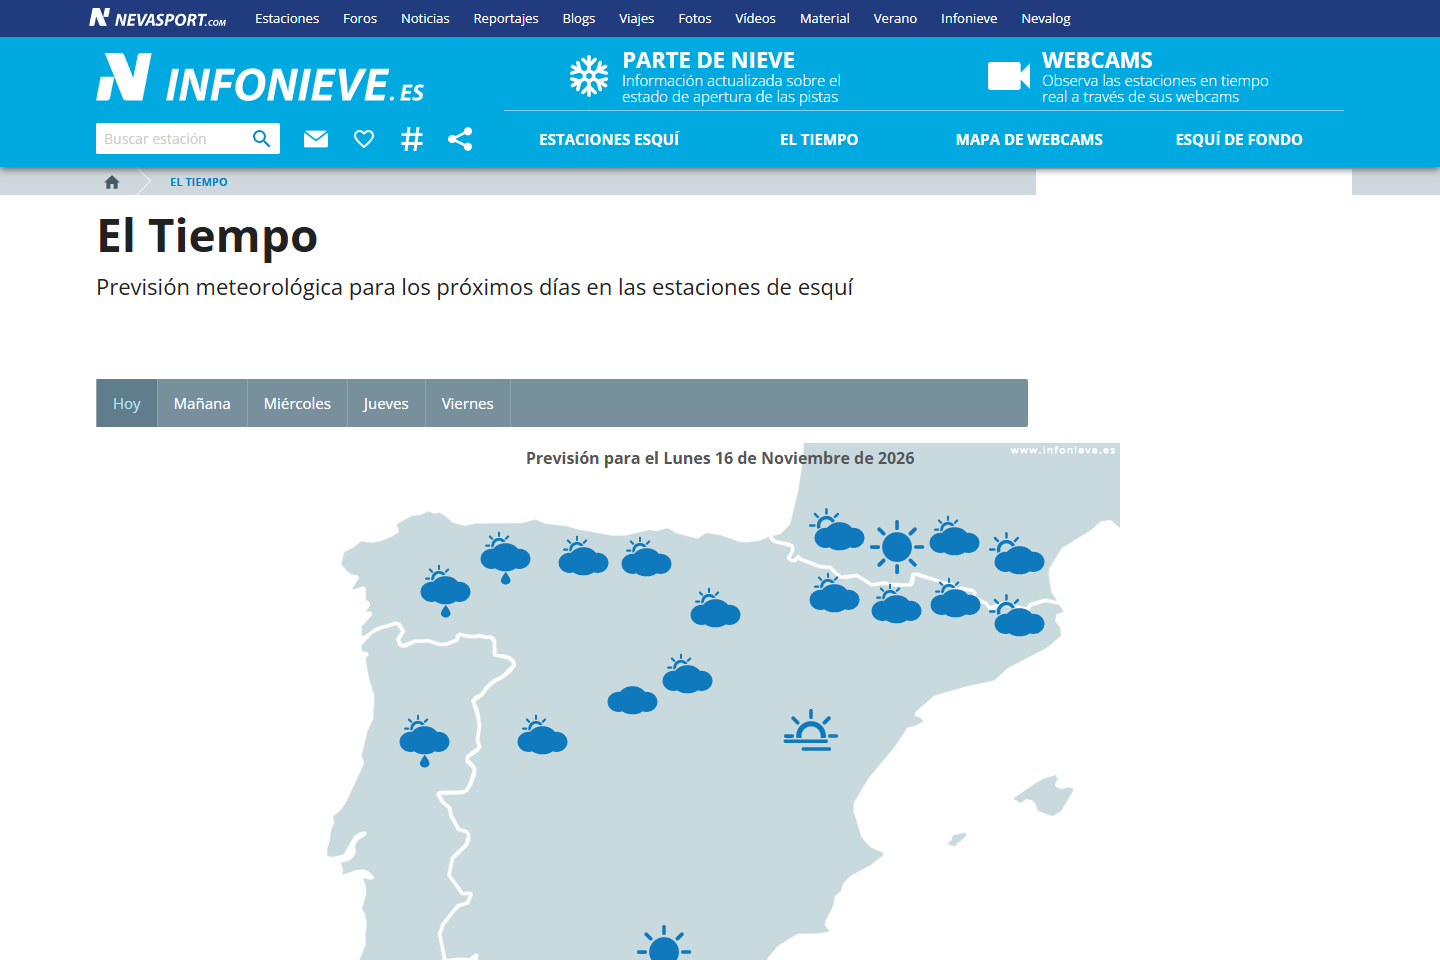 NEVASPORT.COM Estaciones Foros Noticias Reportajes Blogs Viajes Fotos Vídeos Material Verano Infonieve Nevalog
INFONIEVE.ES
PARTE DE NIEVE
Información actualizada sobre el
estado de apertura de las pistas
WEBCAMS
Observa las estaciones en tiempo
real a través de sus webcams
Buscar estación
ESTACIONES ESQUÍ EL TIEMPO MAPA DE WEBCAMS ESQUÍ DE FONDO
EL TIEMPO
El Tiempo
Previsión meteorológica para los próximos días en las estaciones de esquí
Hoy Mañana Miércoles Jueves Viernes
www.infonieve.es
Previsión para el Lunes 16 de Noviembre de 2026